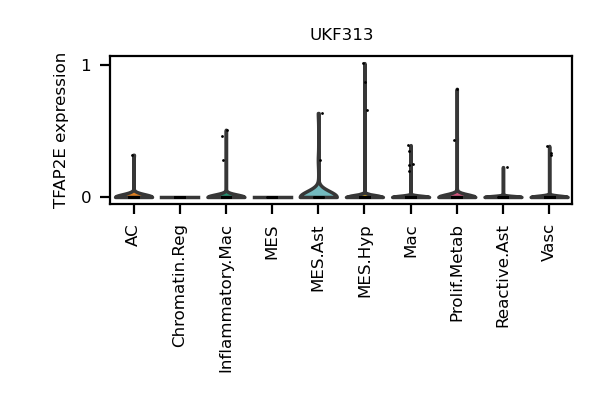 UKF313
TFAP2E expression
1
0
AC
Chromatin.Reg
Inflammatory.Mac
MES
MES.Ast
MES.Hyp
Mac
Prolif.Metab
Reactive.Ast
Vasc